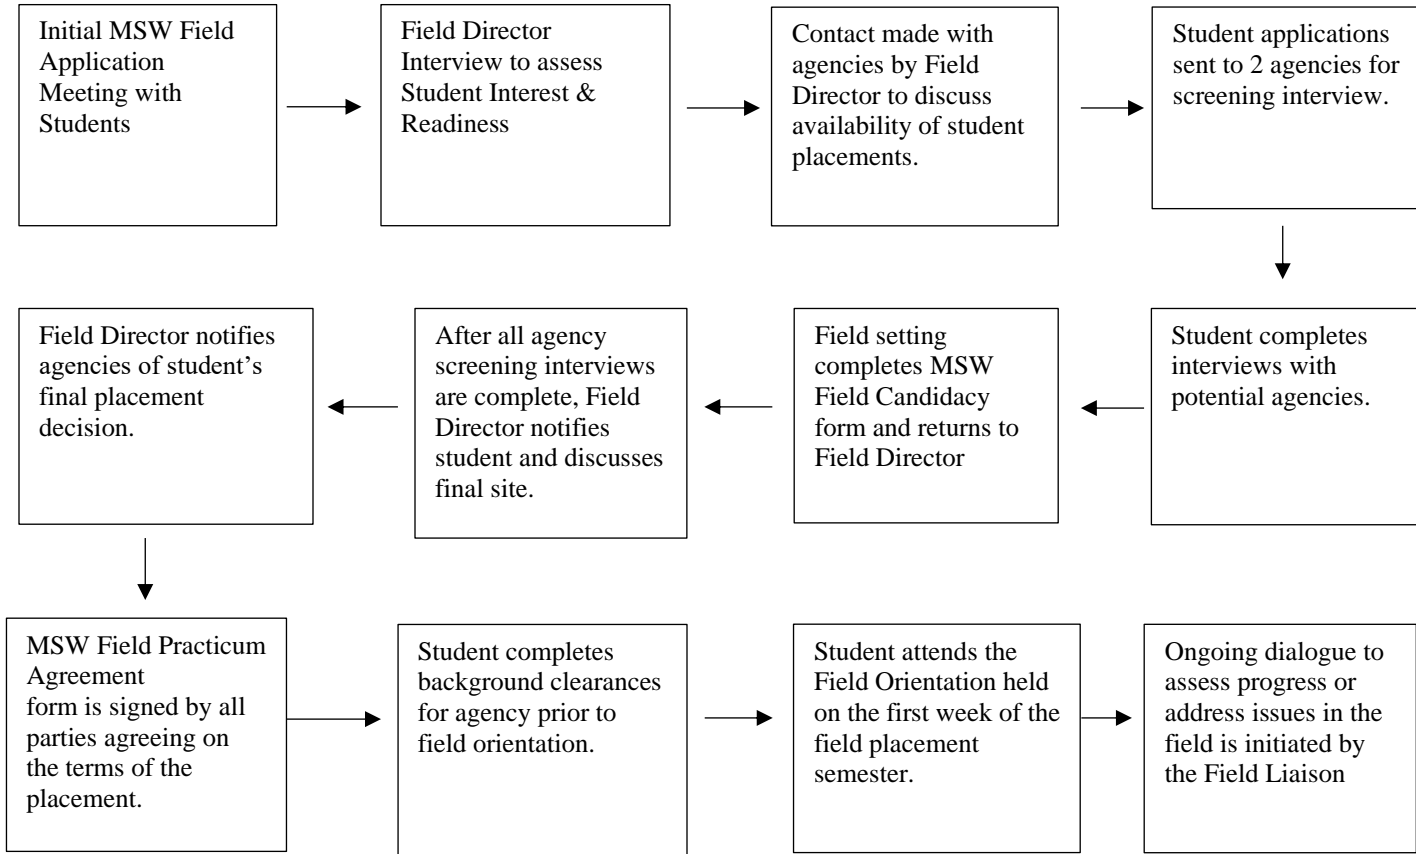 Initial MSW Field
Application
Meeting with
Students
Field Director
Interview to assess
Student Interest &
Readiness
Contact made with
agencies by Field
Director to discuss
availability of student
placements.
Student applications
sent to 2 agencies for
screening interview.
Student completes
interviews with
potential agencies.
Field setting
completes MSW
Field Candidacy
form and returns to
Field Director
After all agency
screening interviews
are complete, Field
Director notifies
student and discusses
final site.
Field Director notifies
agencies of student’s
final placement
decision.
MSW Field Practicum
Agreement
form is signed by all
parties agreeing on
the terms of the
placement.
Student completes
background clearances
for agency prior to
field orientation.
Student attends the
Field Orientation held
on the first week of the
field placement
semester.
Ongoing dialogue to
assess progress or
address issues in the
field is initiated by
the Field Liaison